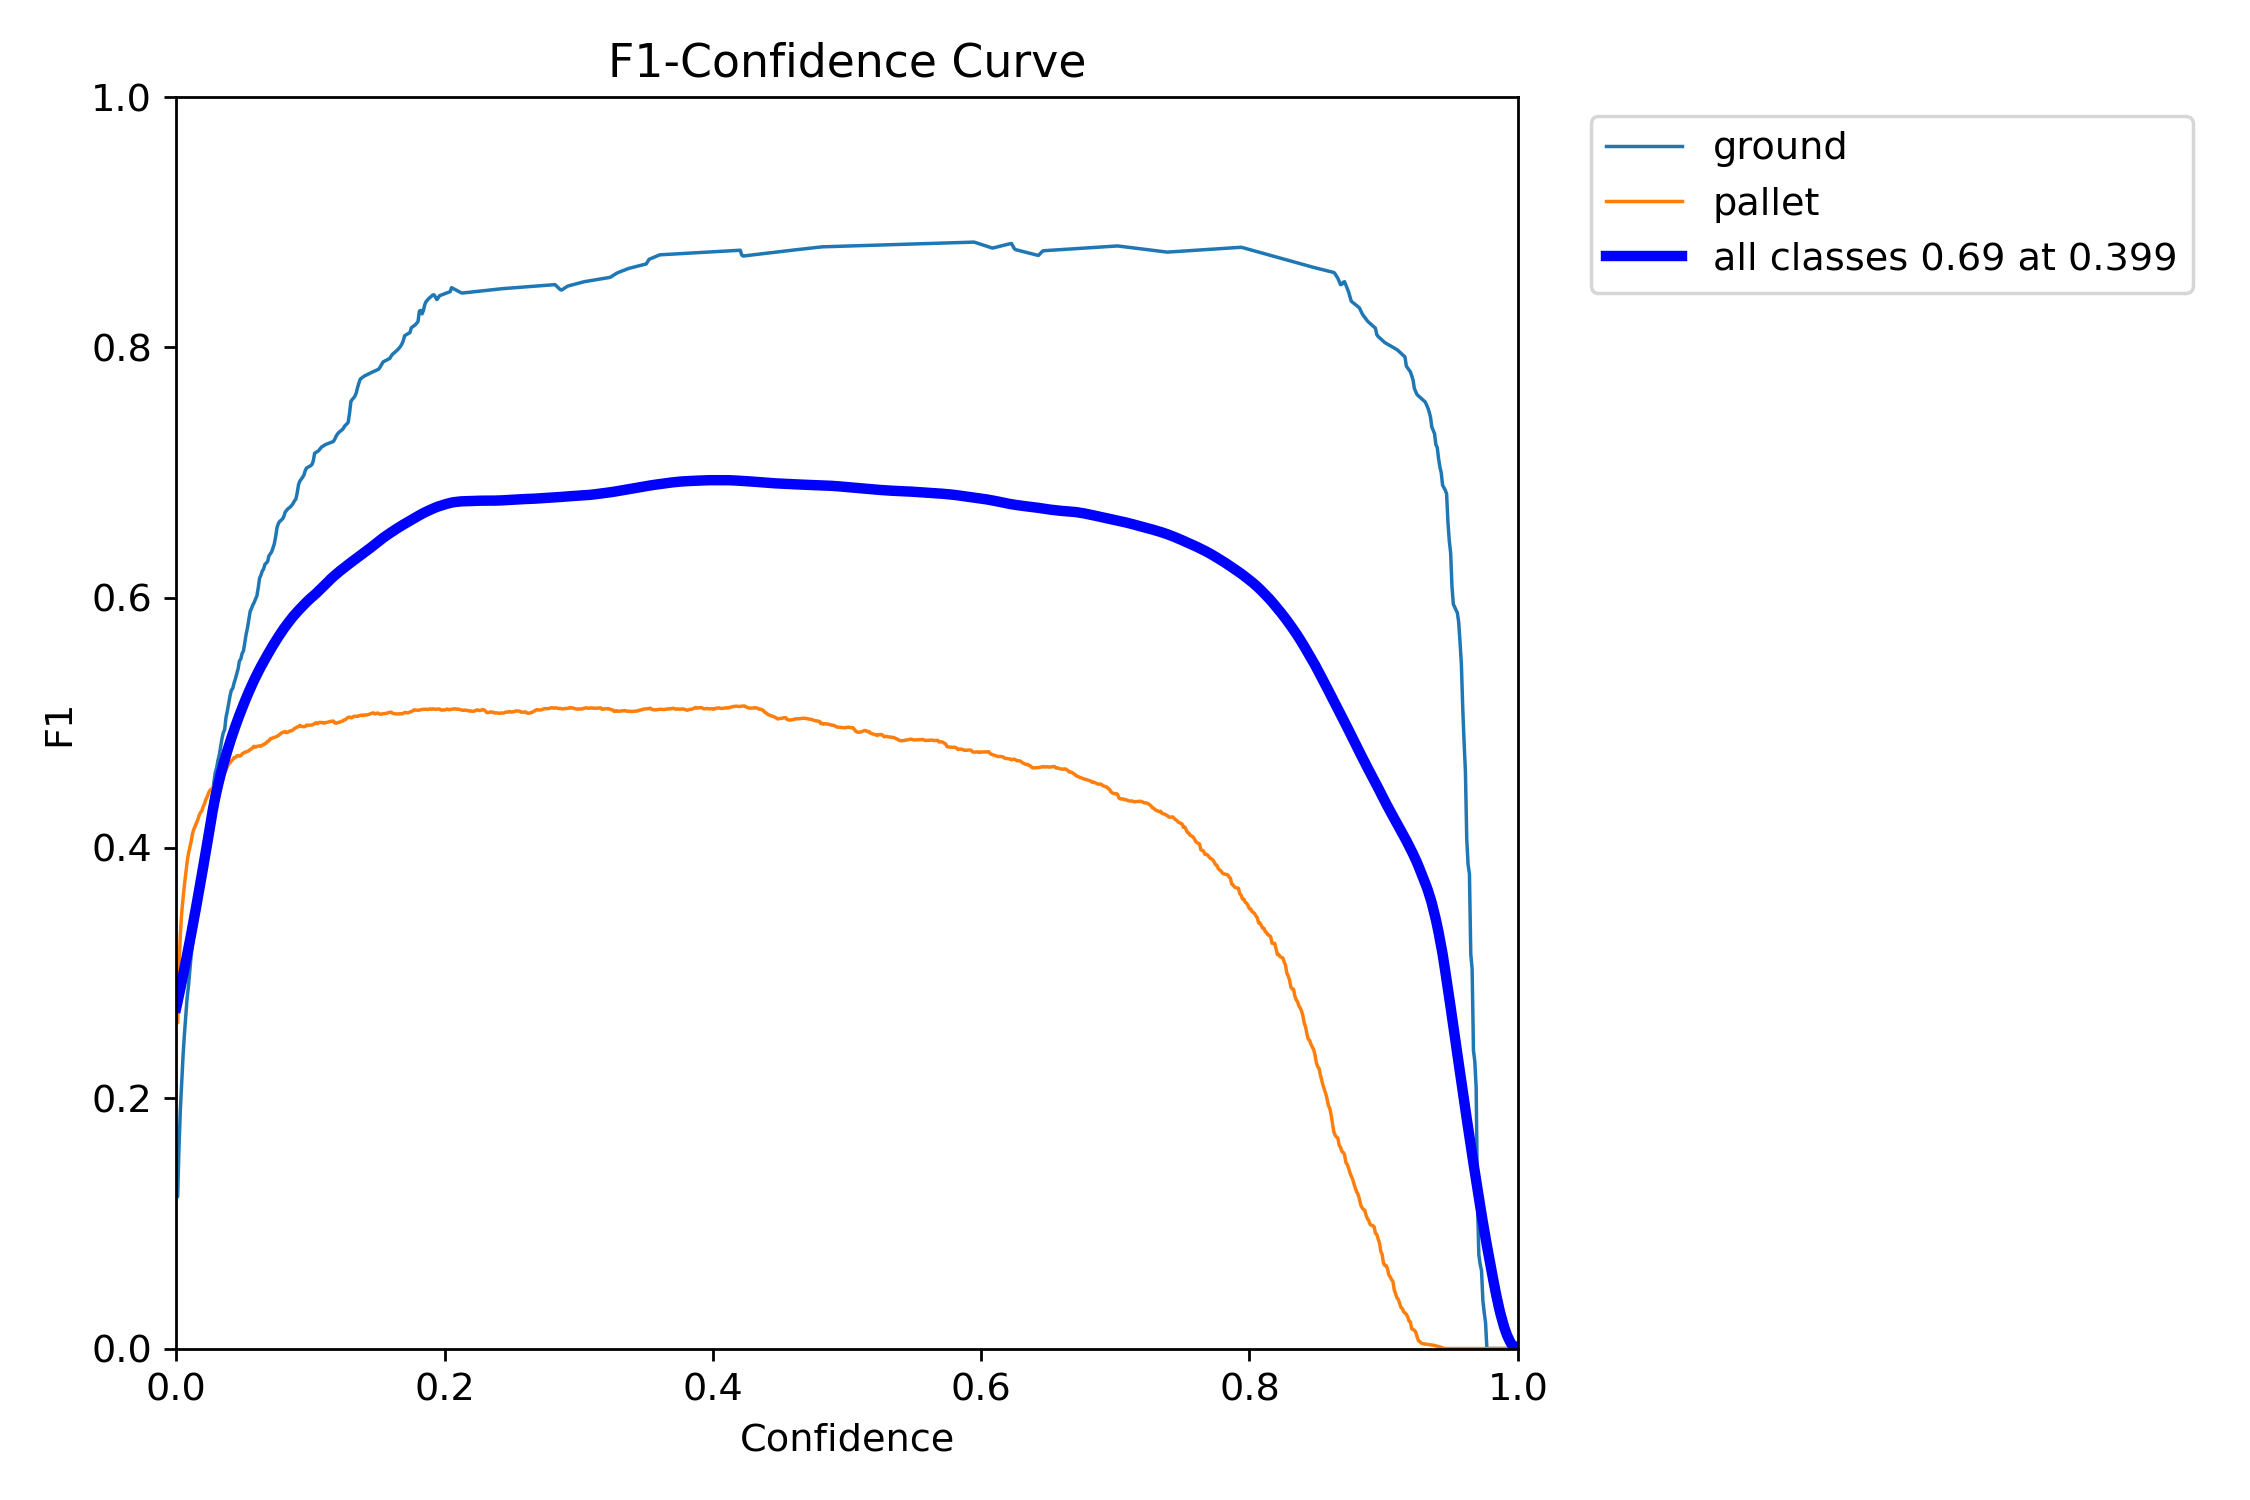 F1-Confidence Curve
1.0
0.8
0.6
0.4
0.2
0.0
F1
0.0 0.2 0.4 0.6 0.8 1.0
Confidence
ground
pallet
all classes 0.69 at 0.399